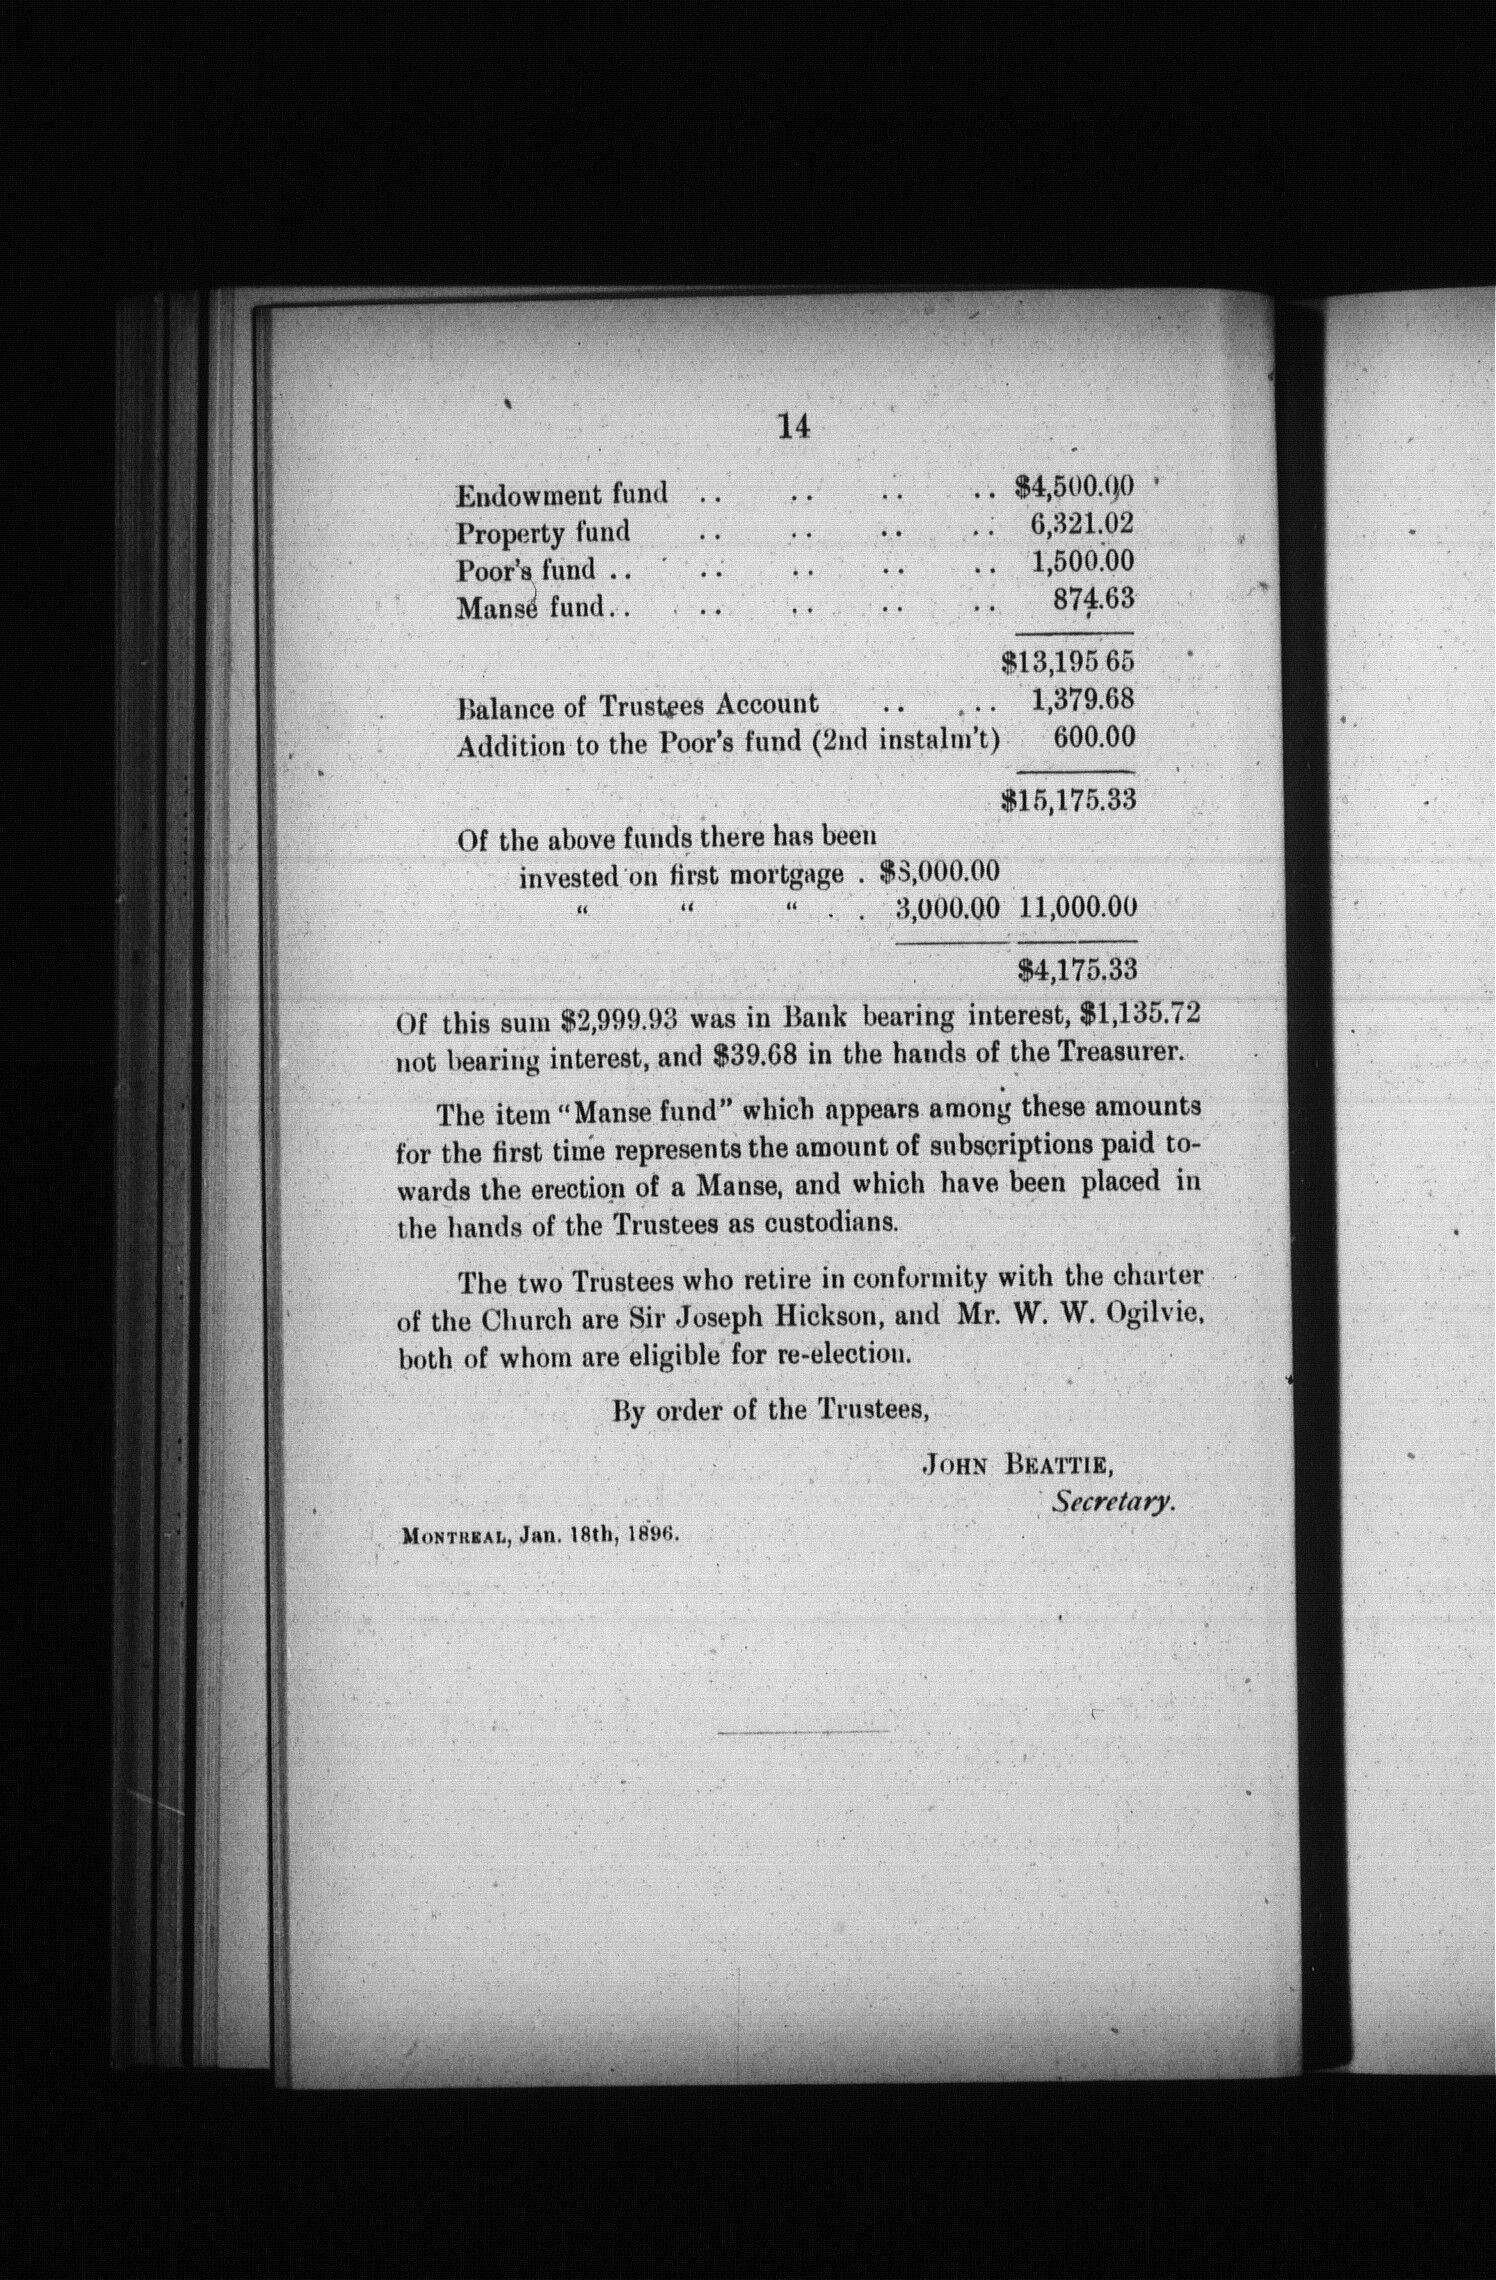 14
Endowment fund .. .. .. .. $4,500.00
Property fund .. .. .. .. 6,321.02
Poor's fund .. .. .. .. .. 1,500.00
Manse fund .. .. .. .. .. 874.63
$13,195 65
Balance of Trustees Account .. .. 1,379.68
Addition to the Poor's fund (2nd instalm't) 600.00
$15,175.33
Of the above funds there has been
invested on first mortgage . $8,000.00
“ “ “ . . 3,000.00 11,000.00
$4,175.33
Of this sum $2,999.93 was in Bank bearing interest, $1,135.72
not bearing interest, and $39.68 in the hands of the Treasurer.
The item “Manse fund” which appears among these amounts
for the first time represents the amount of subscriptions paid to-
wards the erection of a Manse, and which have been placed in
the hands of the Trustees as custodians.
The two Trustees who retire in conformity with the charter
of the Church are Sir Joseph Hickson, and Mr. W. W. Ogilvie,
both of whom are eligible for re-election.
By order of the Trustees,
JOHN BEATTIE,
Secretary.
MONTREAL, Jan. 18th, 1896.